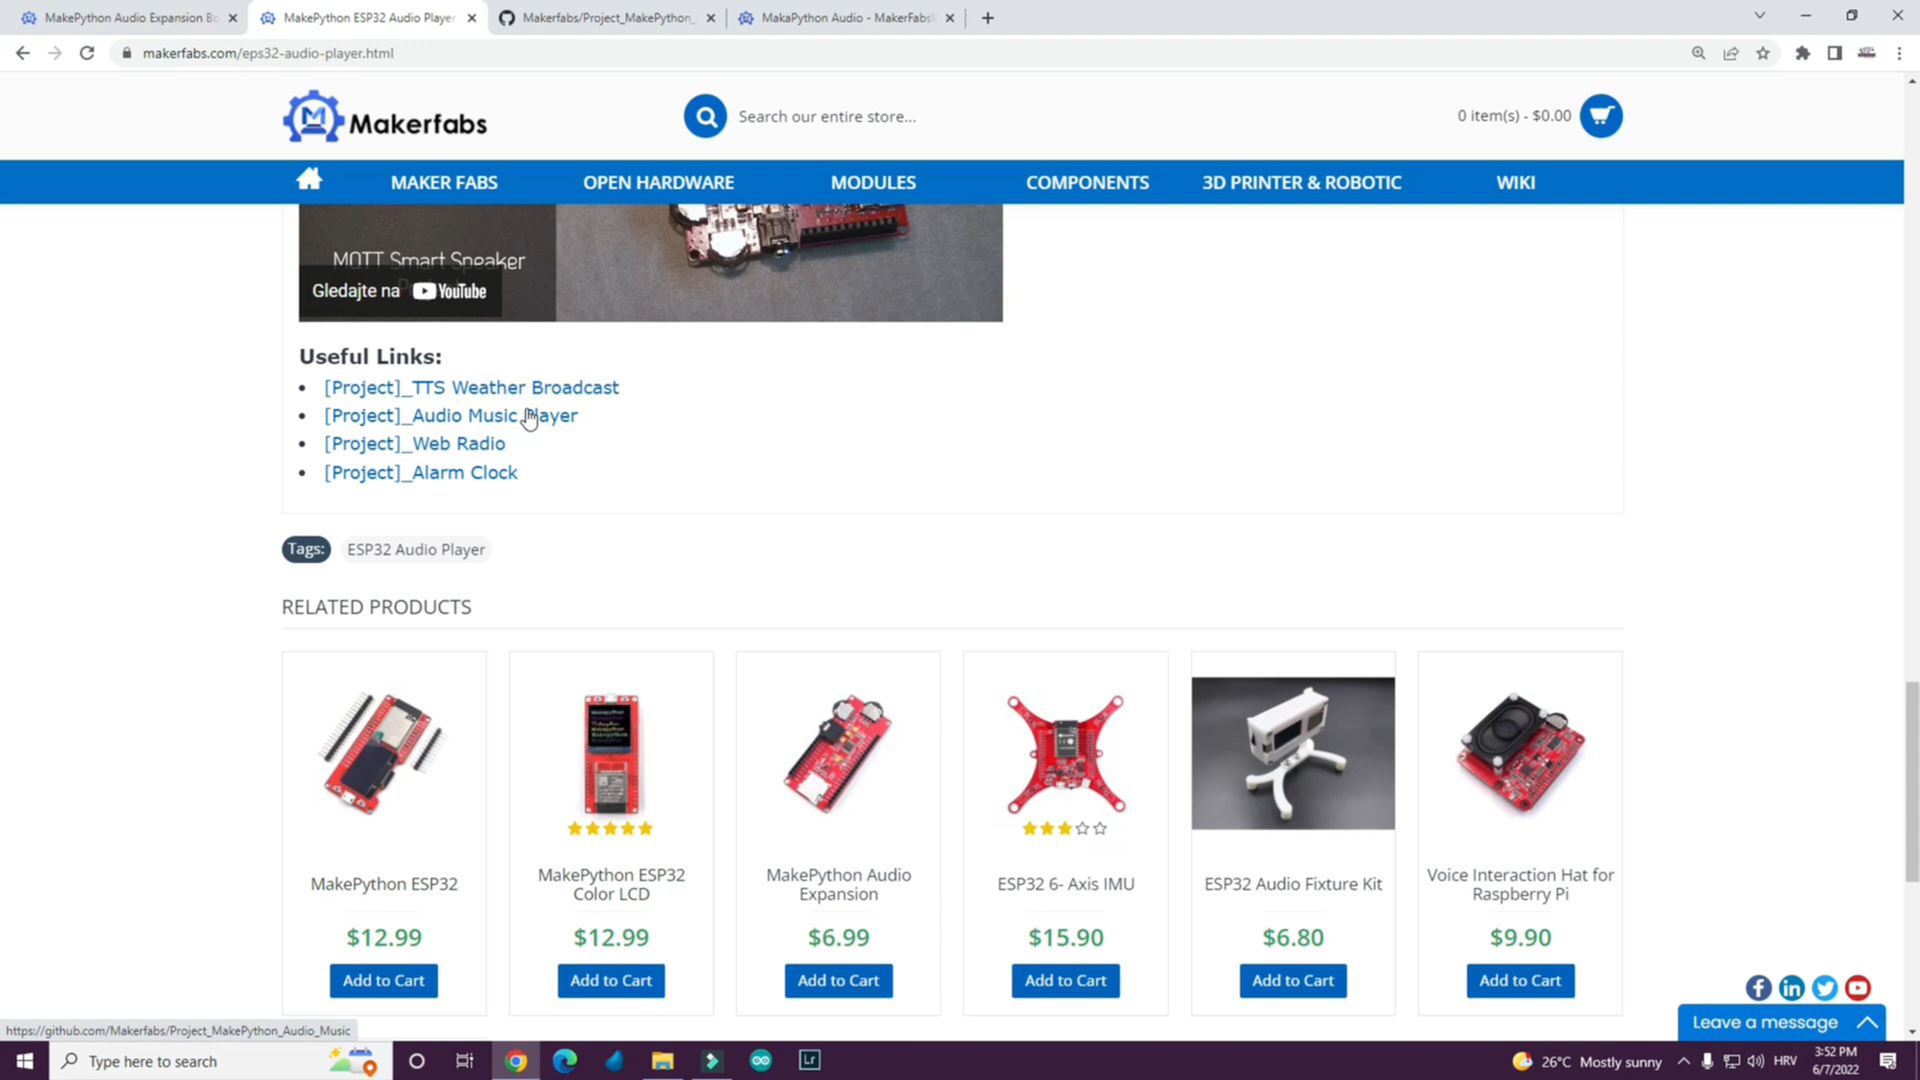 MakePython Audio Expansion Bo
MakePython ESP32 Audio Player
Makerfabs/Project_MakePython_
MakaPython Audio - MakerFabs
makerfabs.com/eps32-audio-player.html
Makerfabs
Search our entire store...
0 item(s) - $0.00
MAKER FABS
OPEN HARDWARE
MODULES
COMPONENTS
3D PRINTER & ROBOTIC
WIKI
MQTT Smart Speaker
Gledajte na YouTube
Useful Links:
[Project]_TTS Weather Broadcast
[Project]_Audio Music Player
[Project]_Web Radio
[Project]_Alarm Clock
Tags: ESP32 Audio Player
RELATED PRODUCTS
MakePython ESP32
$12.99
Add to Cart
MakePython ESP32
Color LCD
$12.99
Add to Cart
MakePython Audio
Expansion
$6.99
Add to Cart
ESP32 6- Axis IMU
$15.90
Add to Cart
ESP32 Audio Fixture Kit
$6.80
Add to Cart
Voice Interaction Hat for
Raspberry Pi
$9.90
Add to Cart
Leave a message
https://github.com/Makerfabs/Project_MakePython_Audio_Music
Type here to search
Lr
26°C Mostly sunny
HRV
3:52 PM
6/7/2022